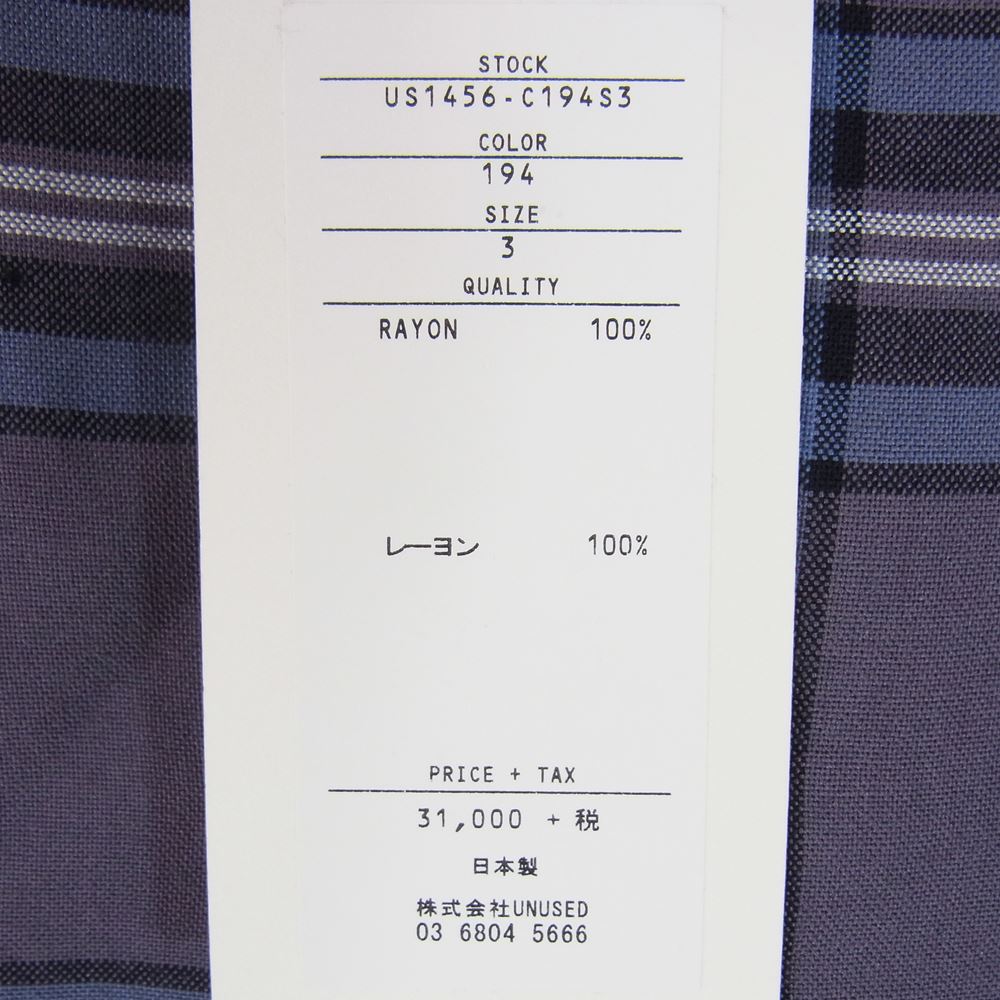 STOCK
US1456-C194S3
COLOR
194
SIZE
3
QUALITY
RAYON 100%
レーヨン 100%
PRICE + TAX
31,000 + 税
日本製
株式会社UNUSED
03 6804 5666